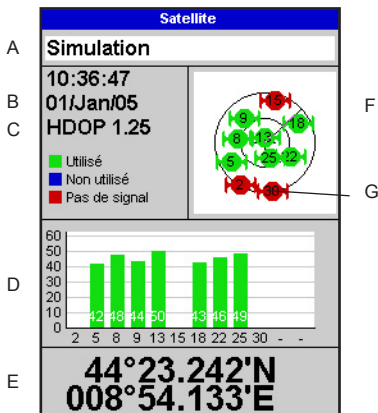 Satellite
A
Simulation
10:36:47
B
01/Jan/05
C
HDOP 1.25
Utilisé
Non utilisé
Pas de signal
15
9
18
8
13
5
25
22
2
30
F
G
D
60
50
40
30
20
10
0
42 48 44 50 43 46 49
2 5 8 9 13 15 18 22 25 30 - -
E
44°23.242'N
008°54.133'E